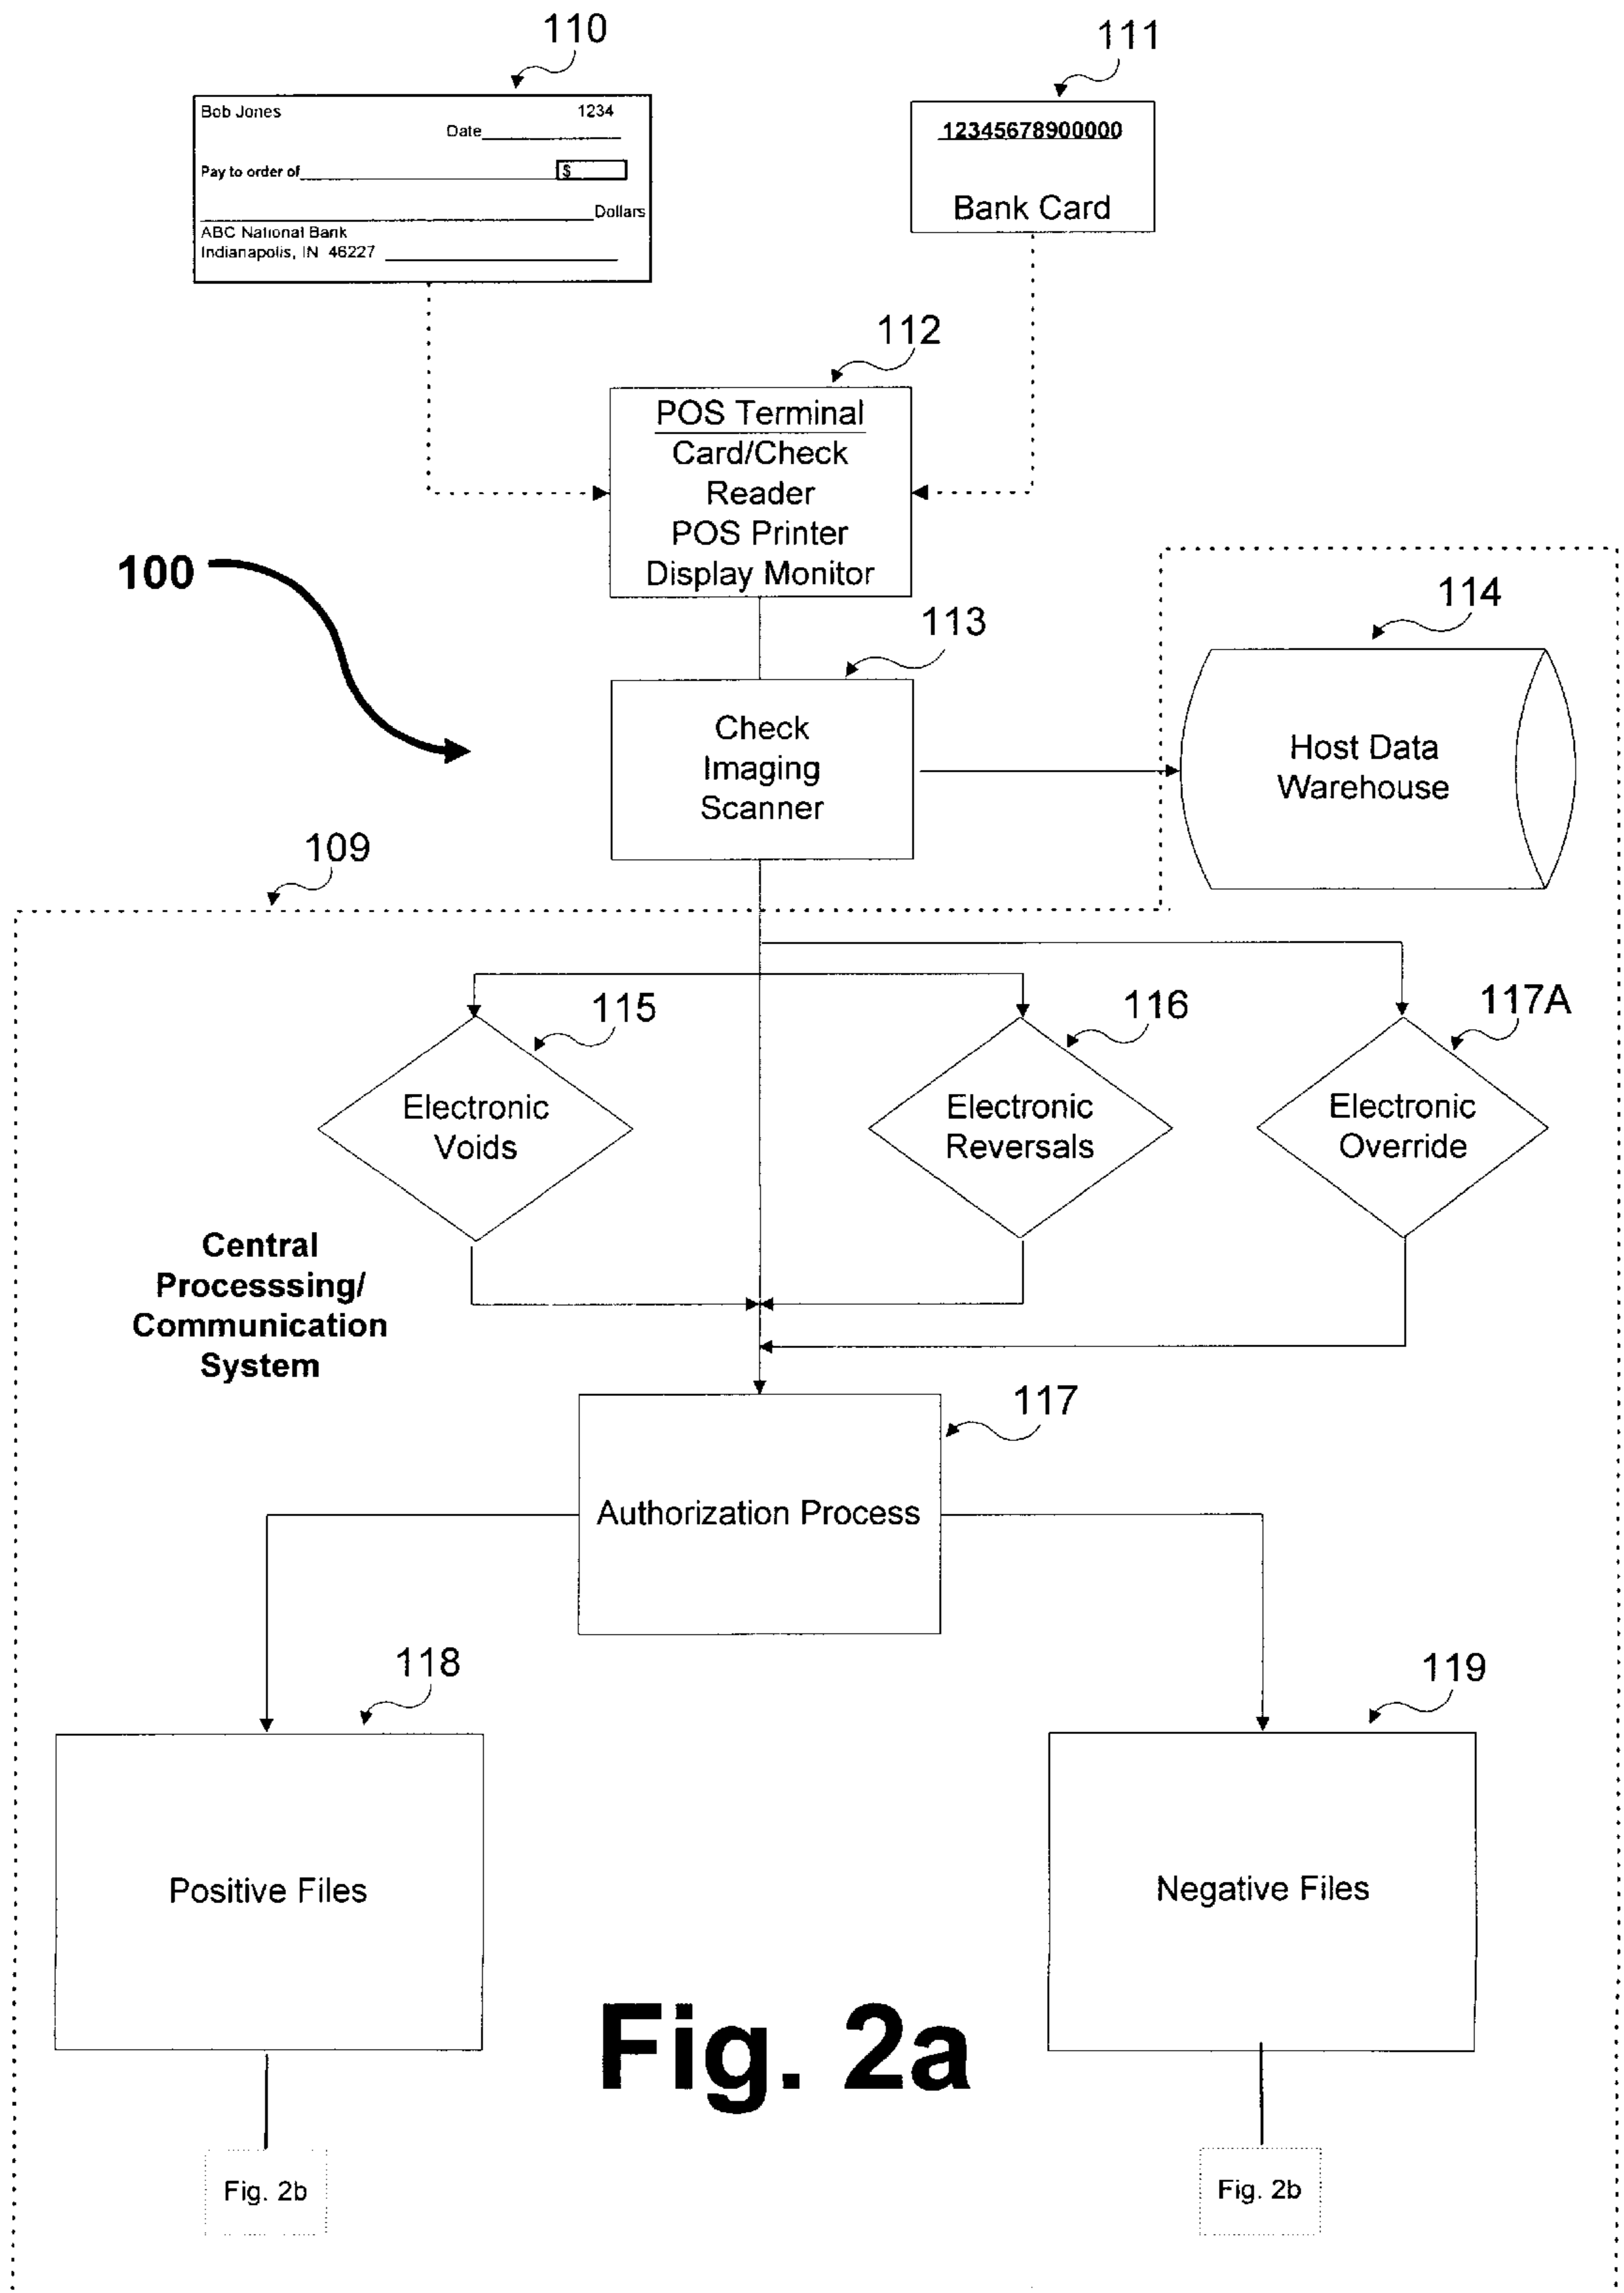 110
111
Bob Jones 1234
Date
Pay to order of $
Dollars
ABC National Bank
Indianapolis, IN 46227
12345678900000
Bank Card
112
POS Terminal
Card/Check
Reader
POS Printer
Display Monitor
100
113
114
Check
Imaging
Scanner
Host Data
Warehouse
109
115
116
117A
Electronic
Voids
Electronic
Reversals
Electronic
Override
Central
Processsing/
Communication
System
117
Authorization Process
118
119
Positive Files
Negative Files
Fig. 2a
Fig. 2b
Fig. 2b